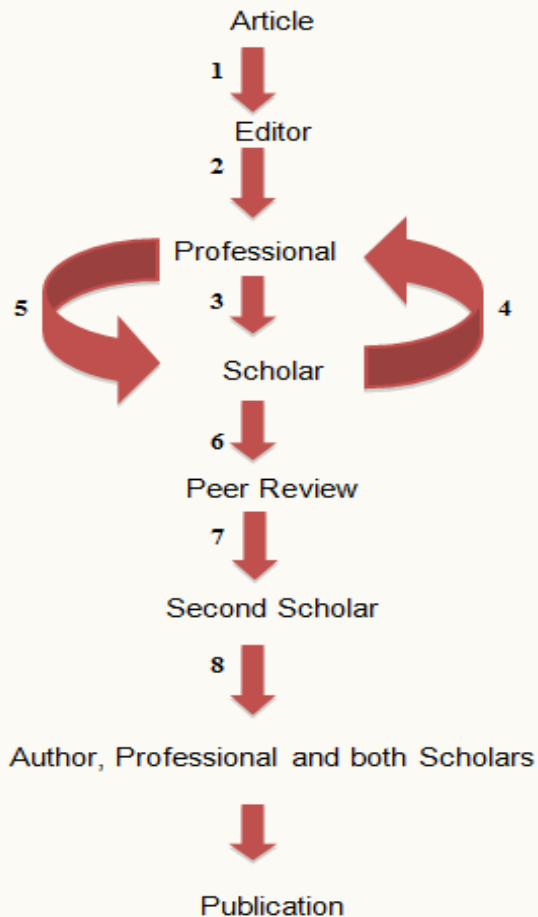 Article
1
Editor
2
Professional
5
3
4
Scholar
6
Peer Review
7
Second Scholar
8
Author, Professional and both Scholars
Publication